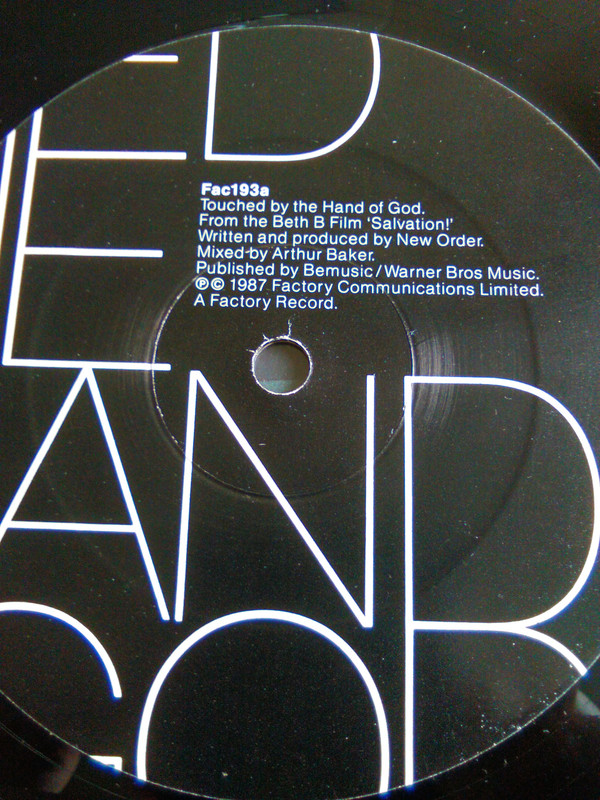 ED
E
Fac193a
Touched by the Hand of God.
From the Beth B Film 'Salvation!'
Written and produced by New Order.
Mixed by Arthur Baker.
Published by Bemusic/Warner Bros Music.
℗© 1987 Factory Communications Limited.
A Factory Record.
AND
GOD